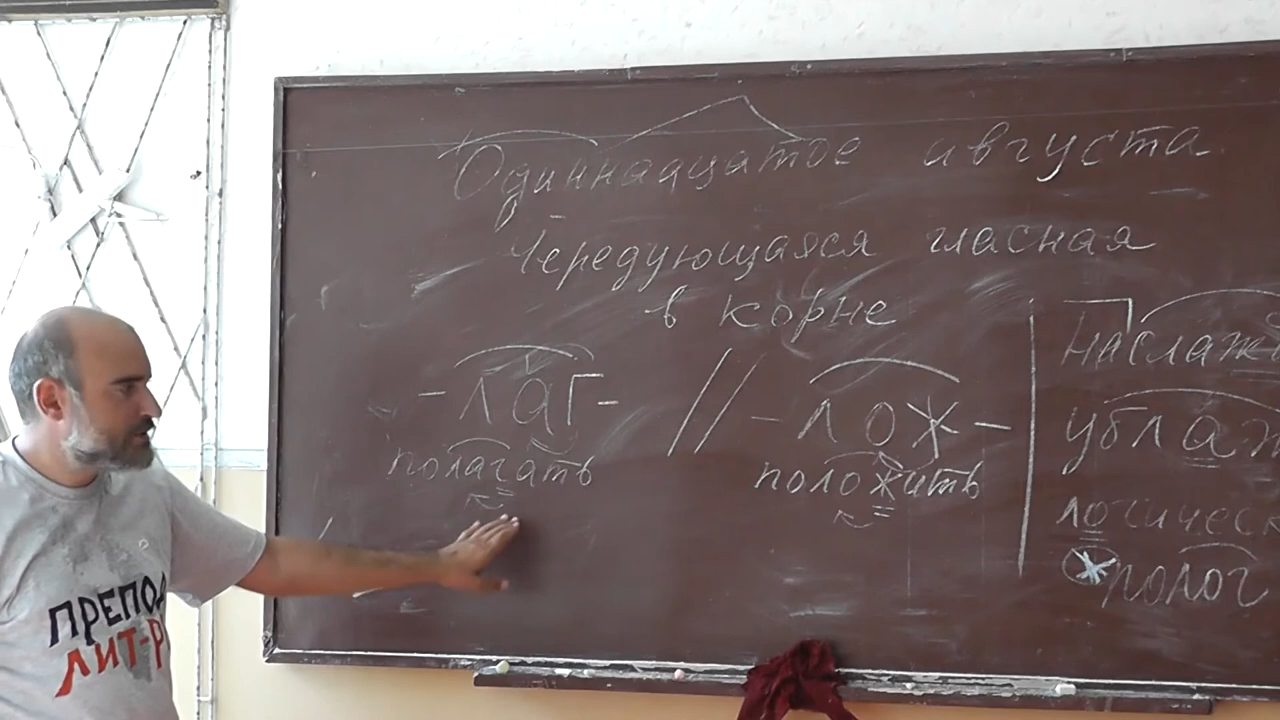 Одиннадцатое августа
Чередующаяся гласная
в корне
-лаг- // -лож-
полагать положить
наслаж
ублаж
логическ
полог
ПРЕПОД
ЛИТ-Р